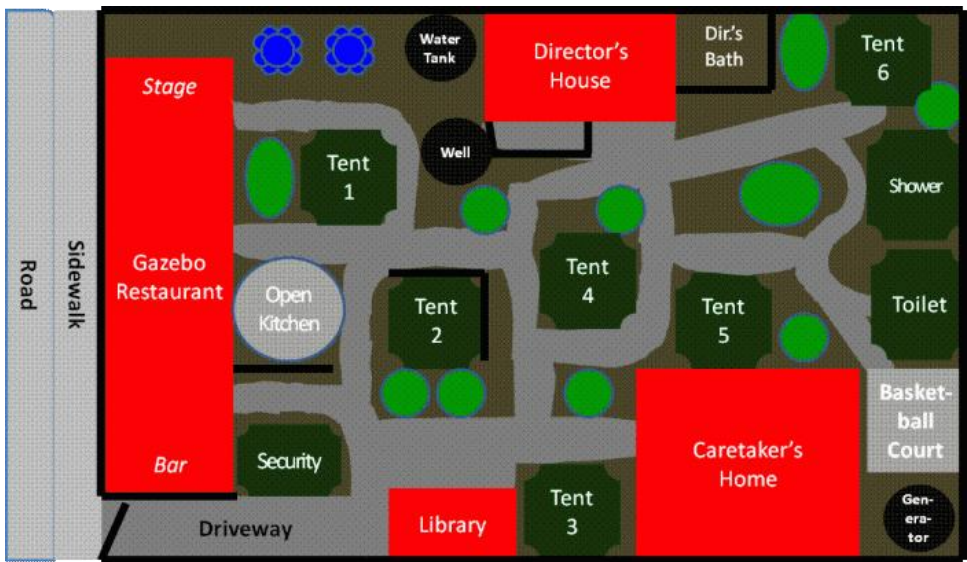 Road
Sidewalk
Stage
Gazebo
Restaurant
Bar
Water
Tank
Director’s
House
Dir.’s
Bath
Tent
6
Well
Tent
1
Shower
Open
Kitchen
Tent
2
Tent
4
Tent
5
Toilet
Basket-
ball
Court
Security
Caretaker’s
Home
Driveway
Library
Tent
3
Gen-
era-
tor